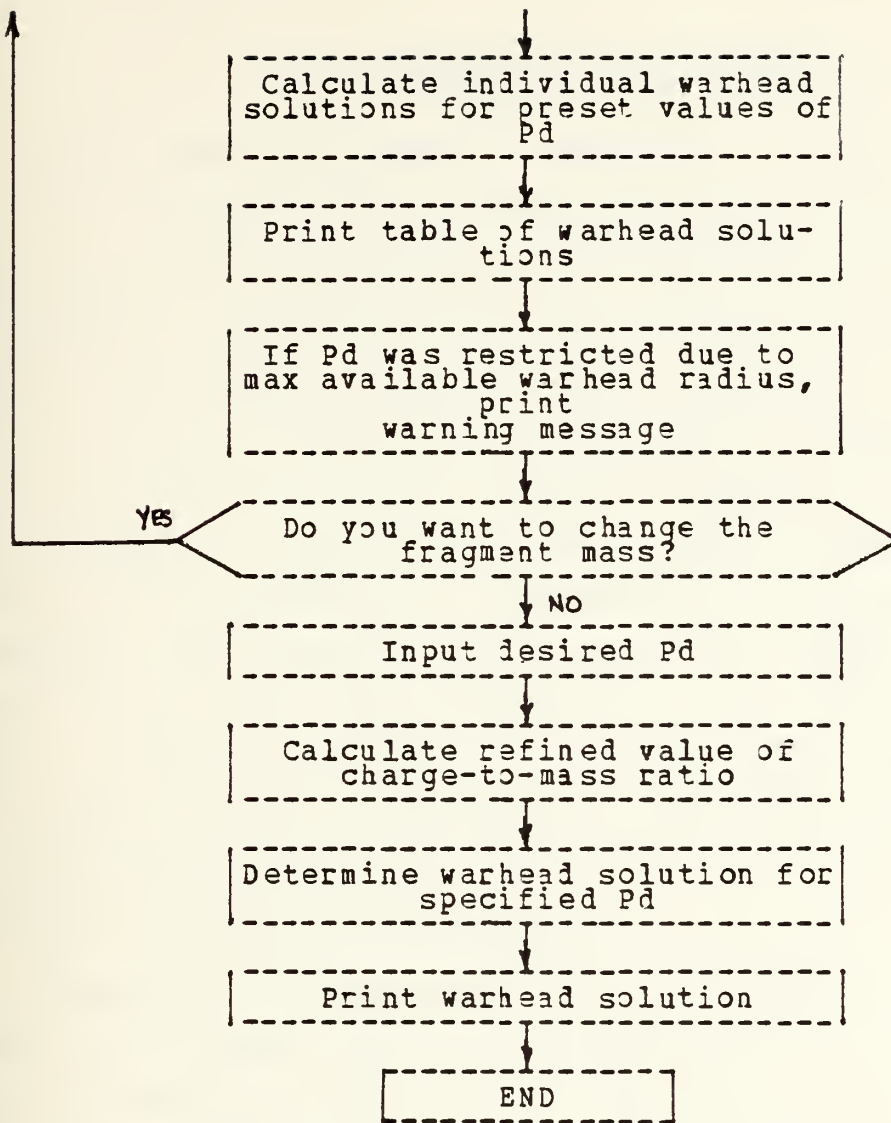 Calculate individual warhead
solutions for preset values of
Pd
Print table of warhead solu-
tions
If Pd was restricted due to
max available warhead radius,
print
warning message
YES
Do you want to change the
fragment mass?
NO
Input desired Pd
Calculate refined value of
charge-to-mass ratio
Determine warhead solution for
specified Pd
Print warhead solution
END